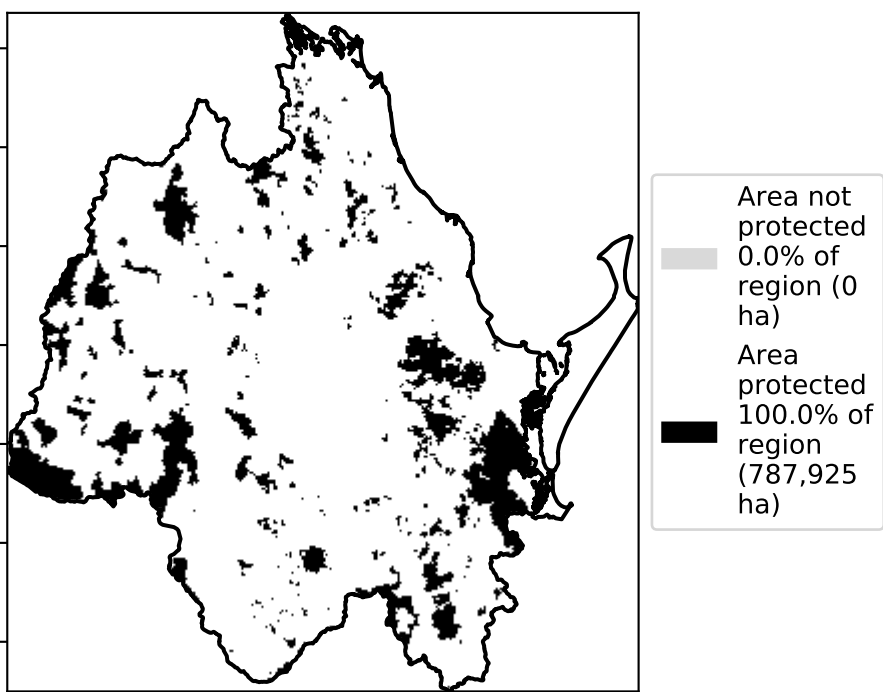 Area not
protected
0.0% of
region (0
ha)
Area
protected
100.0% of
region
(787,925
ha)